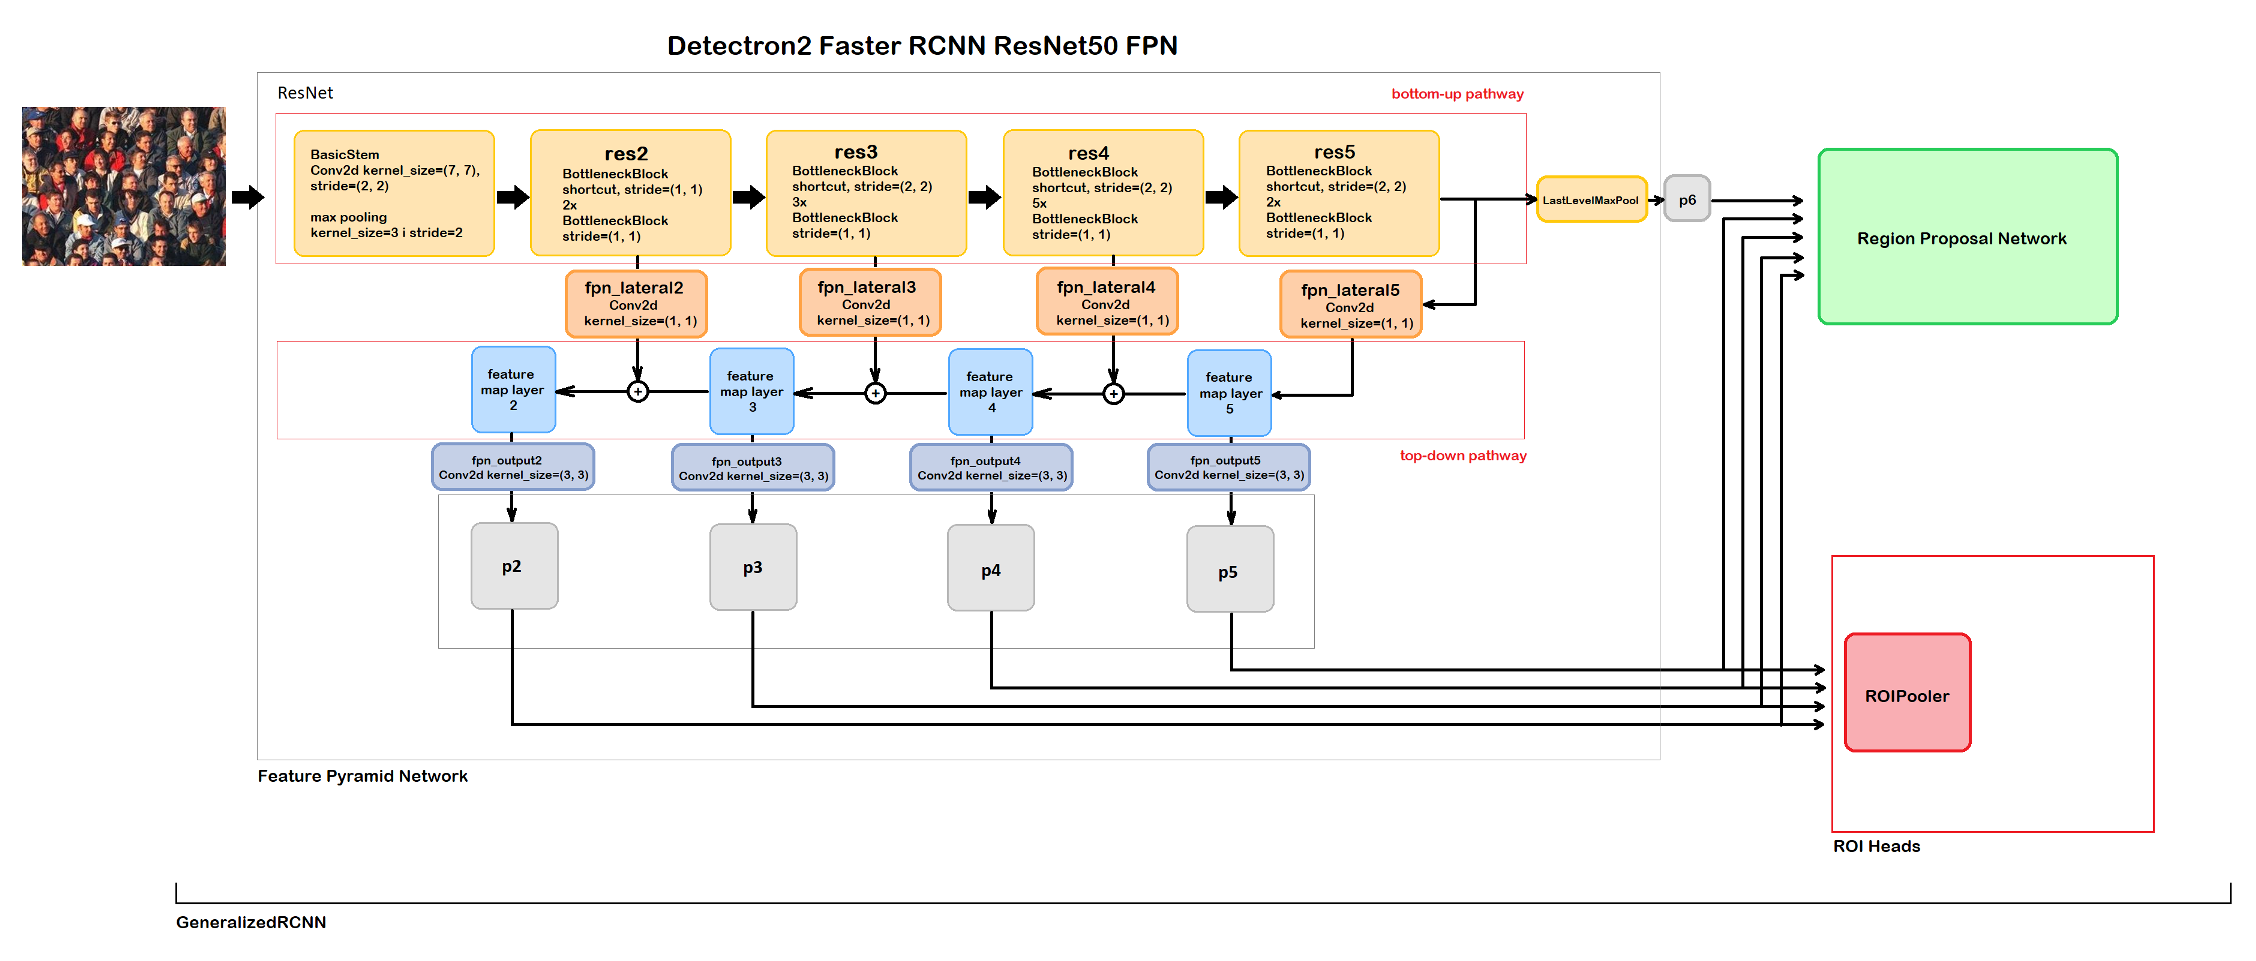 Detectron2 Faster RCNN ResNet50 FPN
ResNet
bottom-up pathway
BasicStem
Conv2d kernel_size=(7, 7),
stride=(2, 2)
max pooling
kernel_size=3 i stride=2
res2
BottleneckBlock
shortcut, stride=(1, 1)
2x
BottleneckBlock
stride=(1, 1)
res3
BottleneckBlock
shortcut, stride=(2, 2)
3x
BottleneckBlock
stride=(1, 1)
res4
BottleneckBlock
shortcut, stride=(2, 2)
5x
BottleneckBlock
stride=(1, 1)
res5
BottleneckBlock
shortcut, stride=(2, 2)
2x
BottleneckBlock
stride=(1, 1)
LastLevelMaxPool
p6
Region Proposal Network
fpn_lateral2
Conv2d
kernel_size=(1, 1)
fpn_lateral3
Conv2d
kernel_size=(1, 1)
fpn_lateral4
Conv2d
kernel_size=(1, 1)
fpn_lateral5
Conv2d
kernel_size=(1, 1)
feature
map layer
2
+
feature
map layer
3
+
feature
map layer
4
+
feature
map layer
5
top-down pathway
fpn_output2
Conv2d kernel_size=(3, 3)
fpn_output3
Conv2d kernel_size=(3, 3)
fpn_output4
Conv2d kernel_size=(3, 3)
fpn_output5
Conv2d kernel_size=(3, 3)
p2
p3
p4
p5
ROIPooler
Feature Pyramid Network
ROI Heads
GeneralizedRCNN